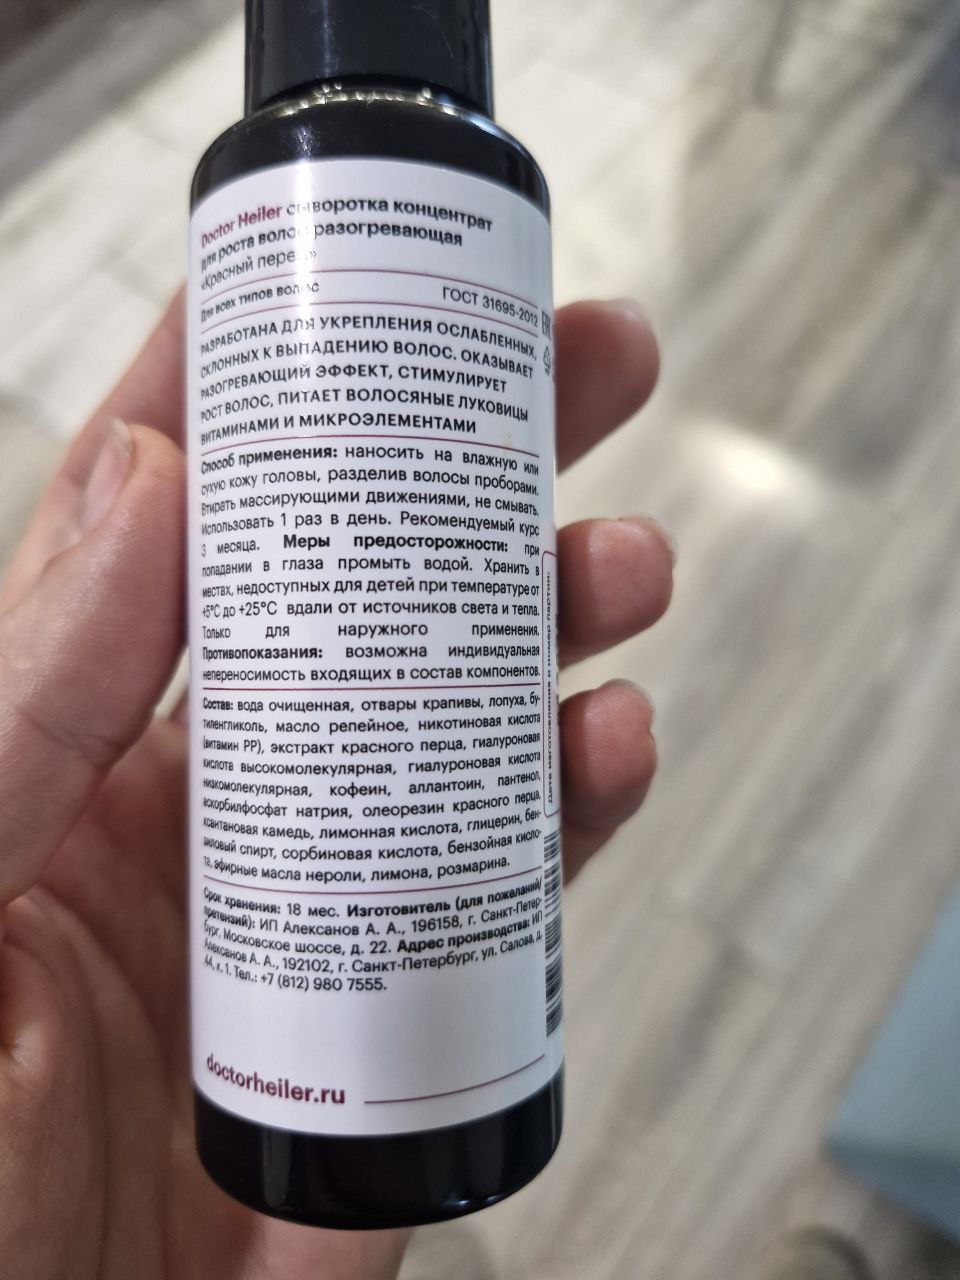 Doctor Heiler сыворотка концентрат
для роста волос разогревающая
«Красный перец»
Для всех типов волос
ГОСТ 31695-2012
РАЗРАБОТАНА ДЛЯ УКРЕПЛЕНИЯ ОСЛАБЛЕННЫХ,
СКЛОННЫХ К ВЫПАДЕНИЮ ВОЛОС. ОКАЗЫВАЕТ
РАЗОГРЕВАЮЩИЙ ЭФФЕКТ, СТИМУЛИРУЕТ
РОСТ ВОЛОС, ПИТАЕТ ВОЛОСЯНЫЕ ЛУКОВИЦЫ
ВИТАМИНАМИ И МИКРОЭЛЕМЕНТАМИ
Способ применения: наносить на влажную или
сухую кожу головы, разделив волосы проборами.
Втирать массирующими движениями, не смывать.
Использовать 1 раз в день. Рекомендуемый курс
3 месяца. Меры предосторожности: при
попадании в глаза промыть водой. Хранить в
местах, недоступных для детей при температуре от
+5°C до +25°C вдали от источников света и тепла.
Только для наружного применения.
Противопоказания: возможна индивидуальная
непереносимость входящих в состав компонентов.
Состав: вода очищенная, отвары крапивы, лопуха, бу-
тиленгликоль, масло репейное, никотиновая кислота
(витамин PP), экстракт красного перца, гиалуроновая
кислота высокомолекулярная, гиалуроновая кислота
низкомолекулярная, кофеин, аллантоин, пантенол,
аскорбилфосфат натрия, олеорезин красного перца,
ксантановая камедь, лимонная кислота, глицерин, бен-
зиловый спирт, сорбиновая кислота, бензойная кисло-
та, эфирные масла нероли, лимона, розмарина.
Срок хранения: 18 мес. Изготовитель (для пожеланий/
претензий): ИП Алексанов А. А., 196158, г. Санкт-Петер-
бург, Московское шоссе, д. 22. Адрес производства: ИП
Алексанов А. А., 192102, г. Санкт-Петербург, ул. Салова, д.
44, к. 1. Тел.: +7 (812) 980 7555.
doctorheiler.ru
EAC
Дата изготовления и номер партии: